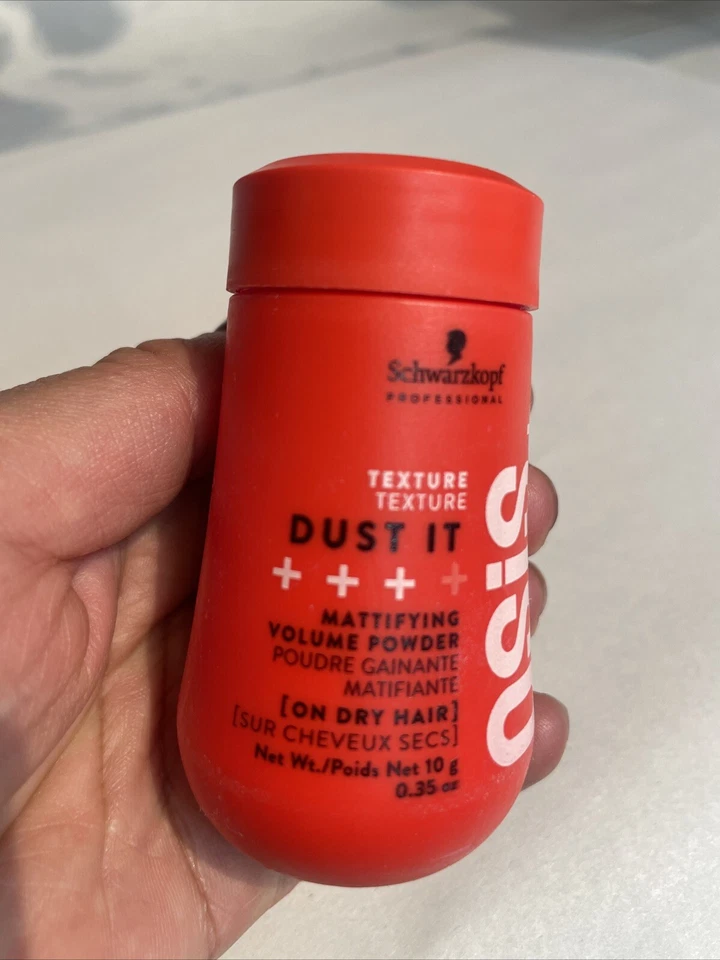 Schwarzkopf
PROFESSIONAL
TEXTURE
TEXTURE
DUST IT
+ + + +
MATTIFYING
VOLUME POWDER
POUDRE GAINANTE
MATIFIANTE
[ON DRY HAIR]
[SUR CHEVEUX SECS]
Net Wt./Poids Net 10 g
0.35 oz
osis